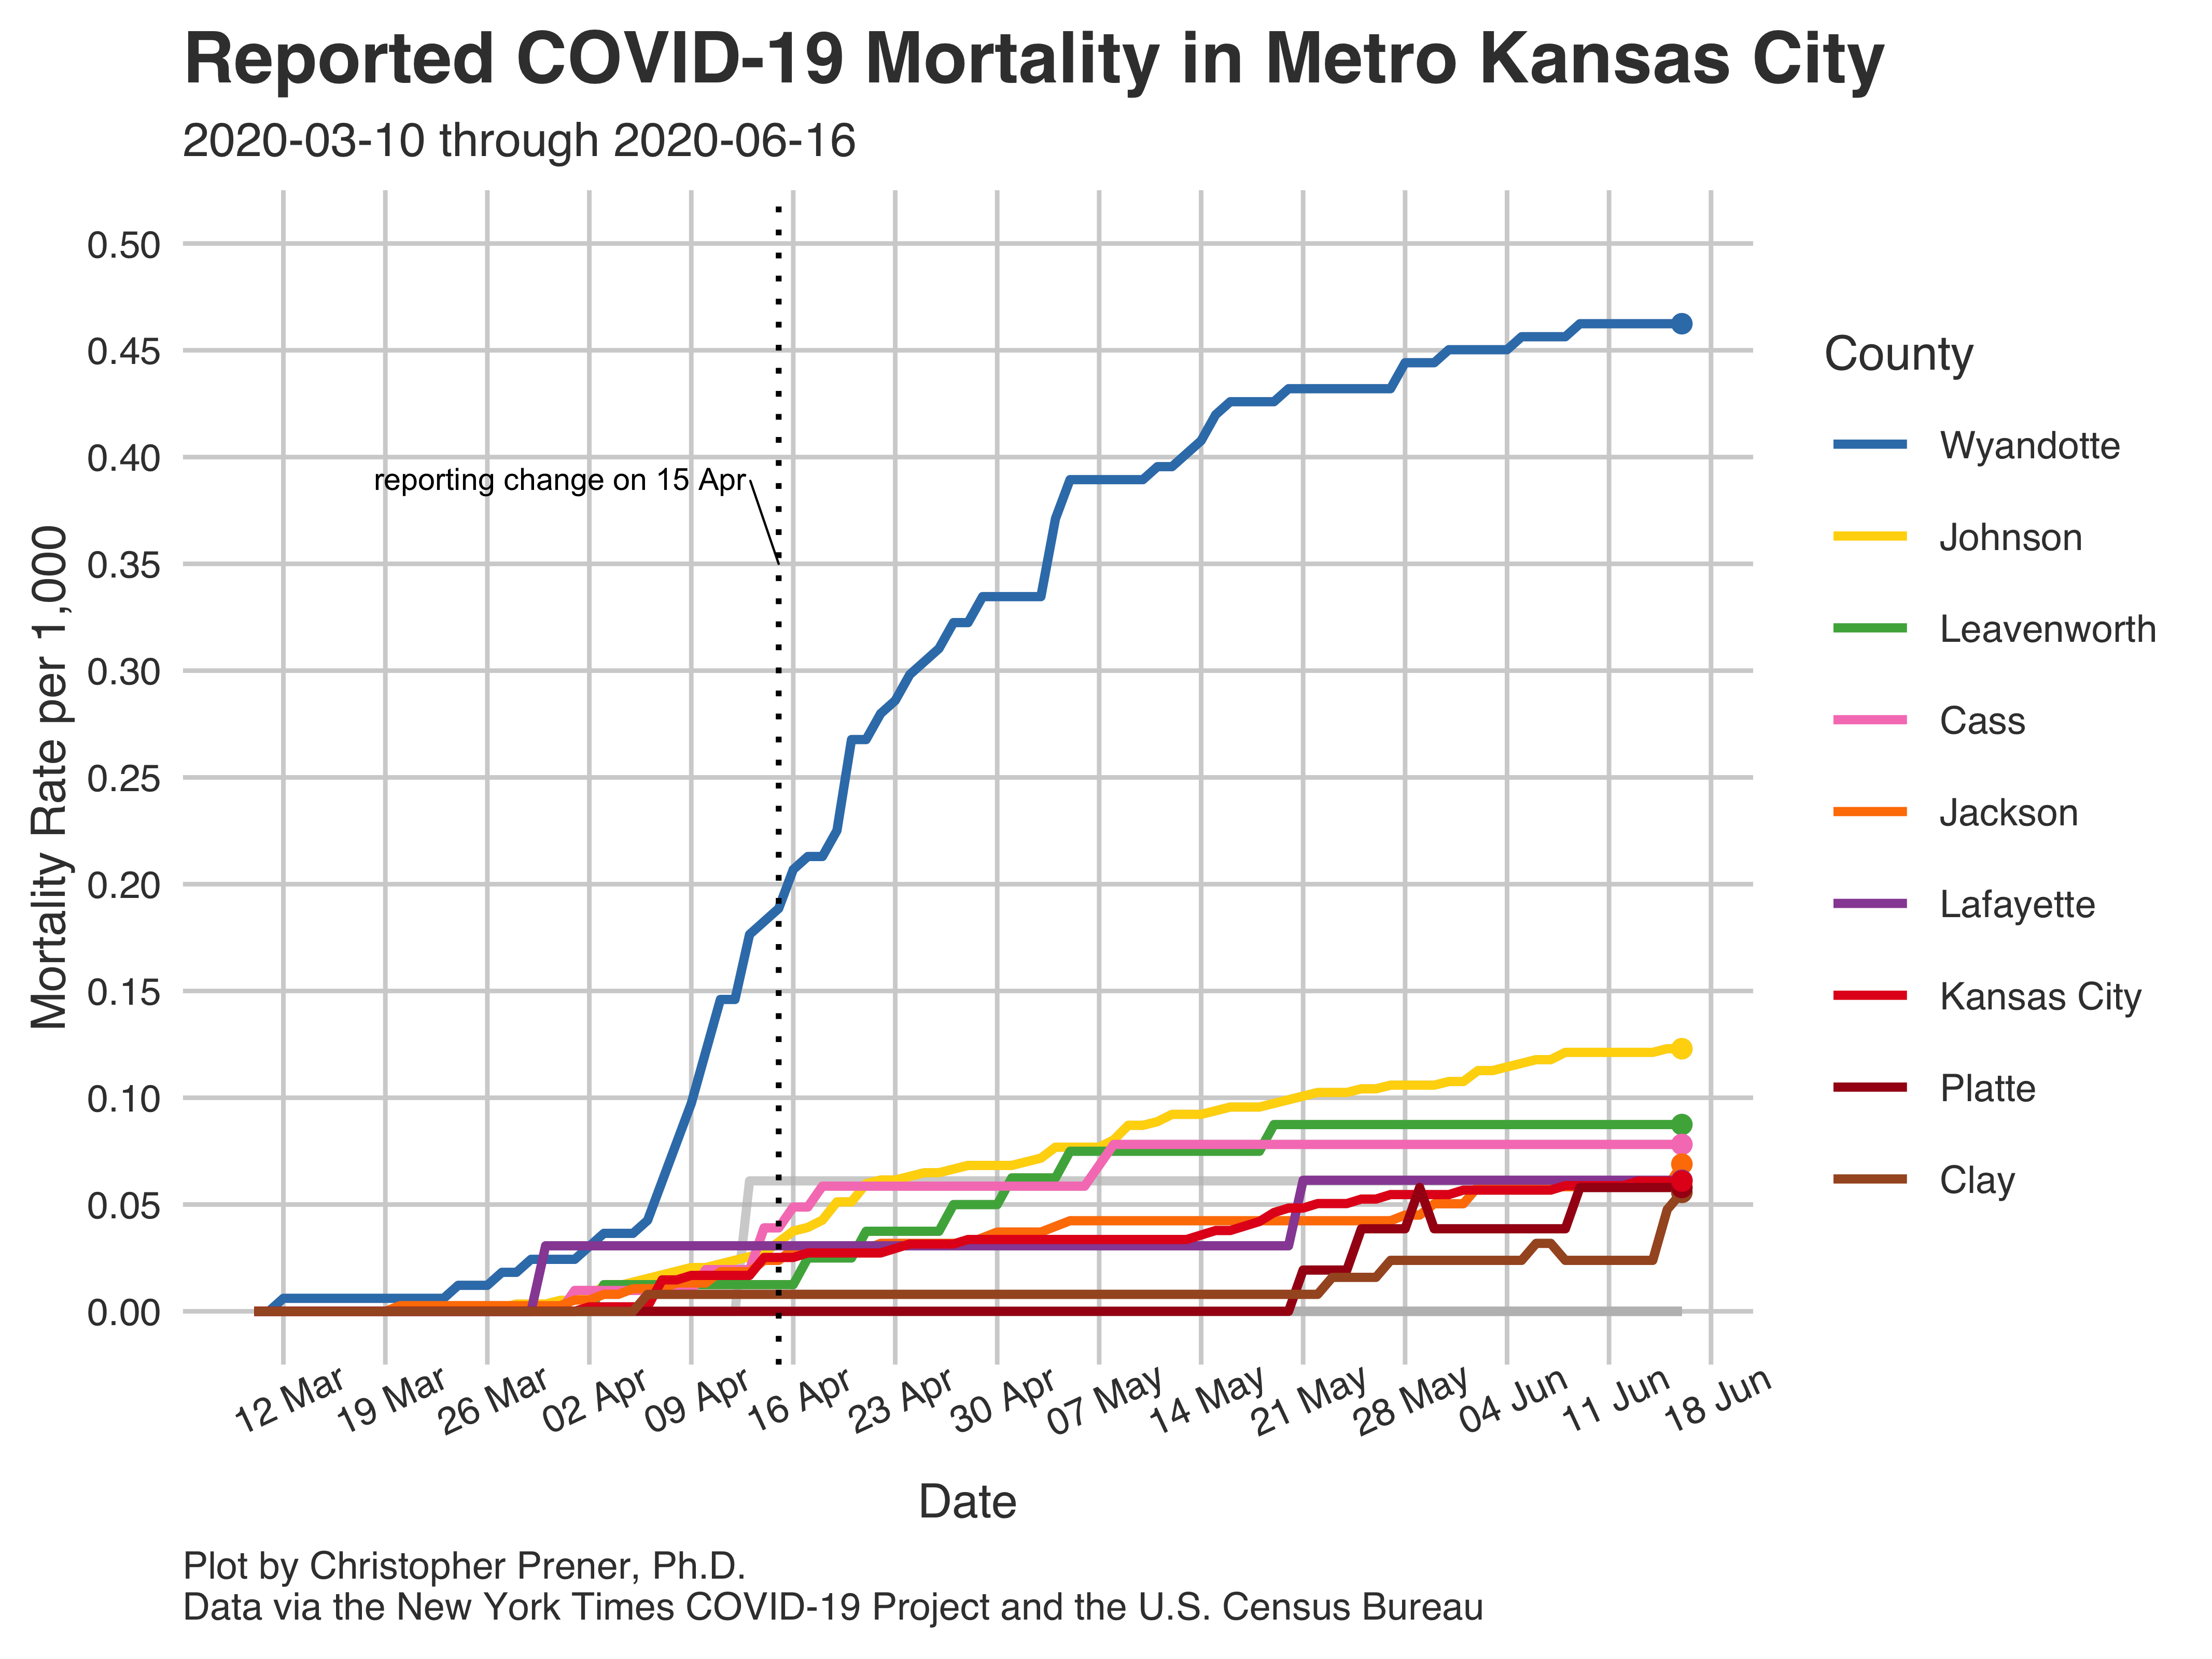 Reported COVID-19 Mortality in Metro Kansas City
2020-03-10 through 2020-06-16
Mortality Rate per 1,000
0.50
0.45
0.40
0.35
0.30
0.25
0.20
0.15
0.10
0.05
0.00
reporting change on 15 Apr
12 Mar
19 Mar
26 Mar
02 Apr
09 Apr
16 Apr
23 Apr
30 Apr
07 May
14 May
21 May
28 May
04 Jun
11 Jun
18 Jun
Date
County
Wyandotte
Johnson
Leavenworth
Cass
Jackson
Lafayette
Kansas City
Platte
Clay
Plot by Christopher Prener, Ph.D.
Data via the New York Times COVID-19 Project and the U.S. Census Bureau